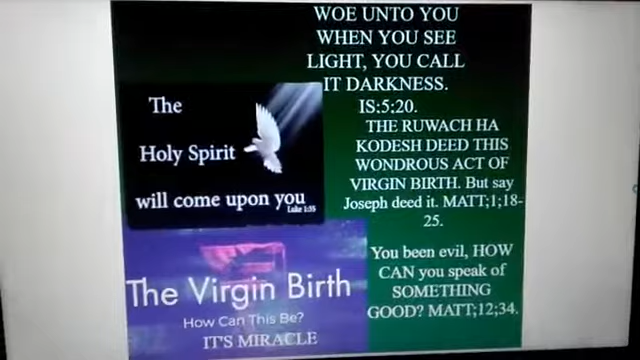 WOE UNTO YOU
WHEN YOU SEE
LIGHT, YOU CALL
IT DARKNESS.
IS:5;20.
THE RUWACH HA
KODESH DEED THIS
WONDROUS ACT OF
VIRGIN BIRTH. But say
Joseph deed it. MATT;1;18-
25.
You been evil, HOW
CAN you speak of
SOMETHING
GOOD? MATT;12;34.
The
Holy Spirit
will come upon you
Luke 1:35
The Virgin Birth
How Can This Be?
IT'S MIRACLE